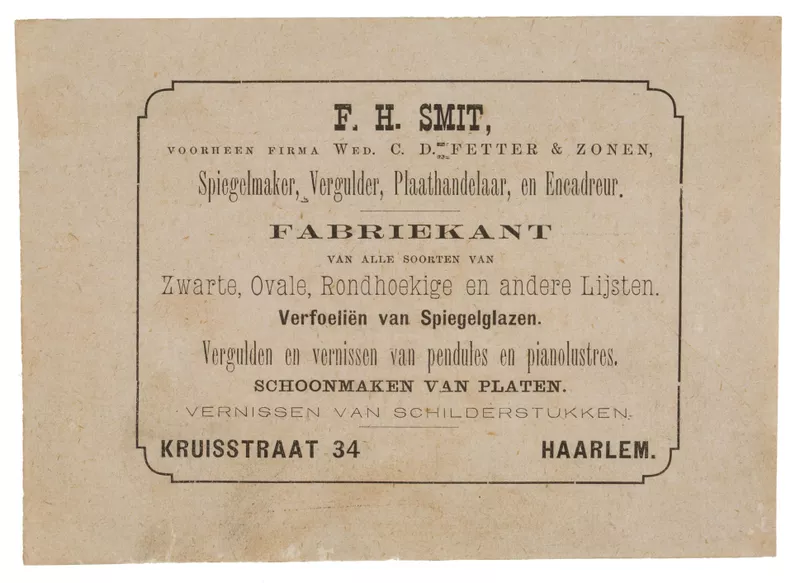 F. H. SMIT,
VOORHEEN FIRMA WED. C. D. FETTER & ZONEN,
Spiegelmaker, Vergulder, Plaathandelaar, en Encadreur.
FABRIEKANT
VAN ALLE SOORTEN VAN
Zwarte, Ovale, Rondhoekige en andere Lijsten.
Verfoeliën van Spiegelglazen.
Vergulden en vernissen van pendules en pianolustres.
SCHOONMAKEN VAN PLATEN.
VERNISSEN VAN SCHILDERSTUKKEN.
KRUISSTRAAT 34 HAARLEM.